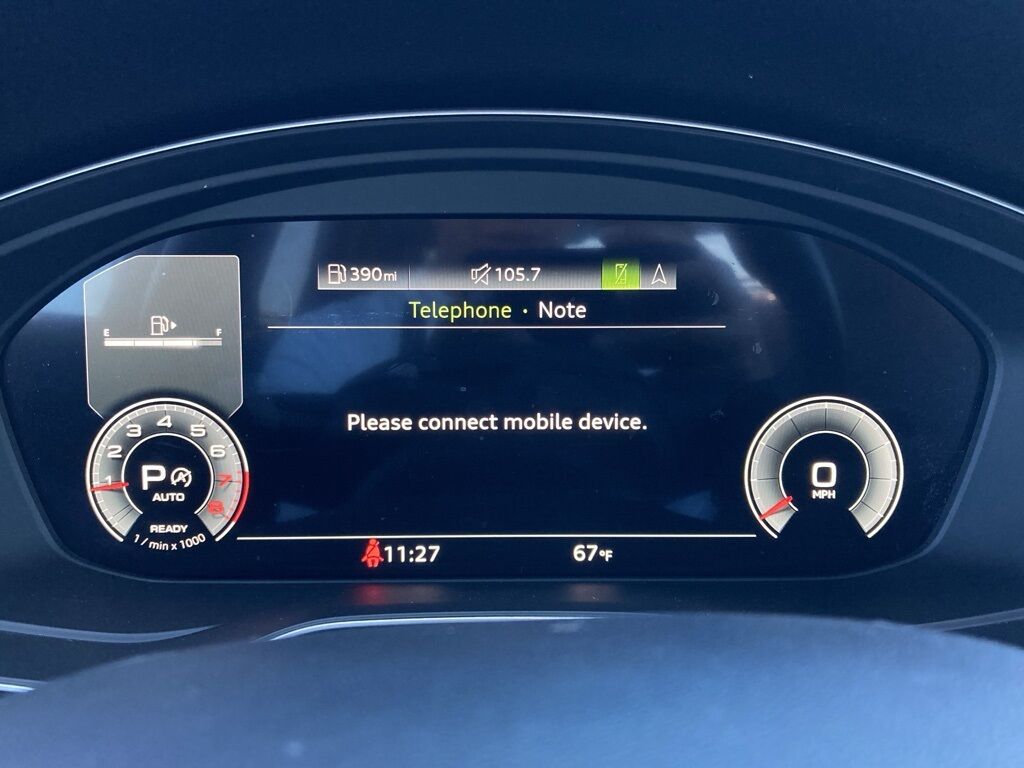 390mi 105.7
Telephone · Note
E F
Please connect mobile device.
1 2 3 4 5 6 7 8
P
AUTO
READY
1 / min x 1000
0
MPH
11:27 67°F